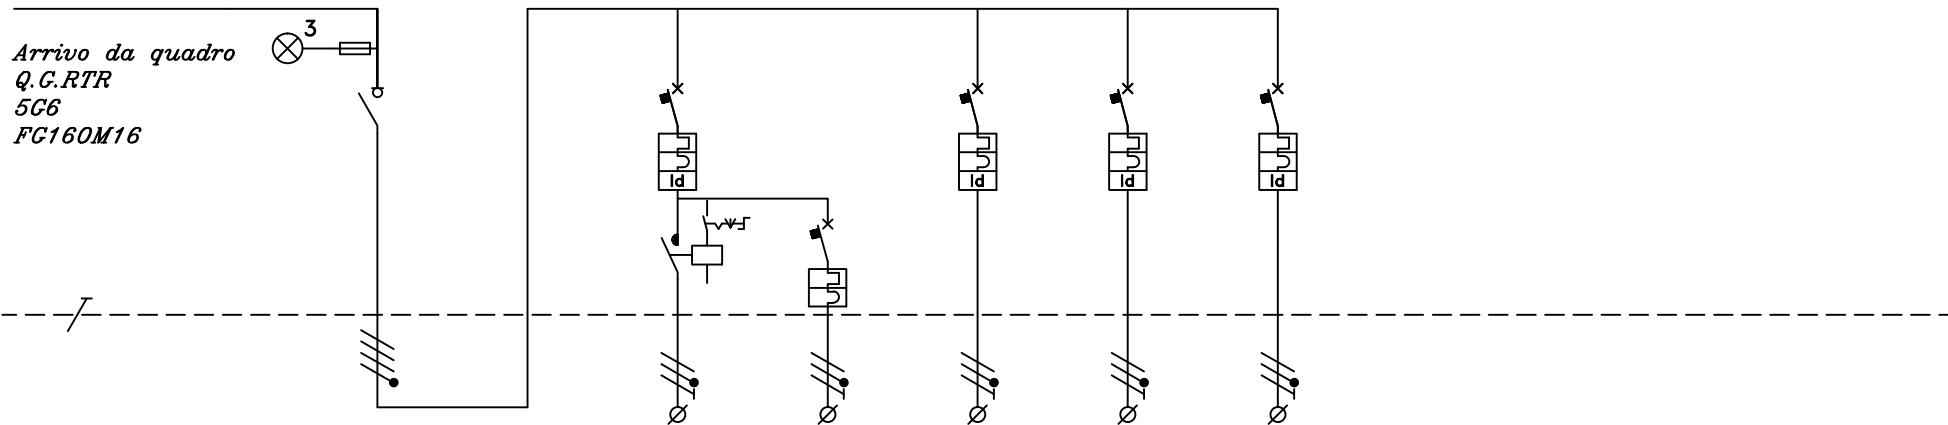 3
Arrivo da quadro
Q.G.RTR
5G6
FG16OM16
Id
Id
Id
Id